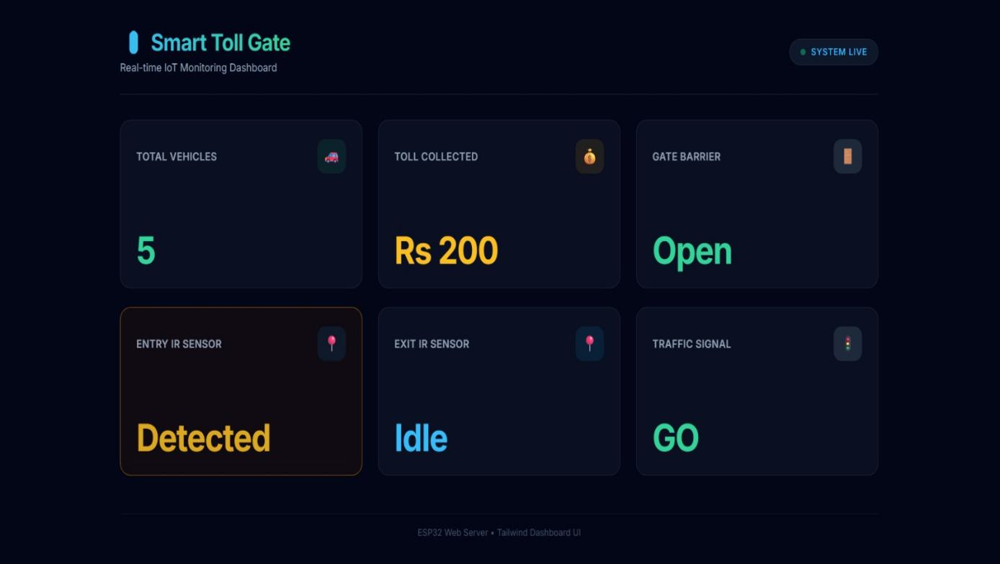 Smart Toll Gate
Real-time IoT Monitoring Dashboard
SYSTEM LIVE
TOTAL VEHICLES
5
TOLL COLLECTED
Rs 200
GATE BARRIER
Open
ENTRY IR SENSOR
Detected
EXIT IR SENSOR
Idle
TRAFFIC SIGNAL
GO
ESP32 Web Server • Tailwind Dashboard UI